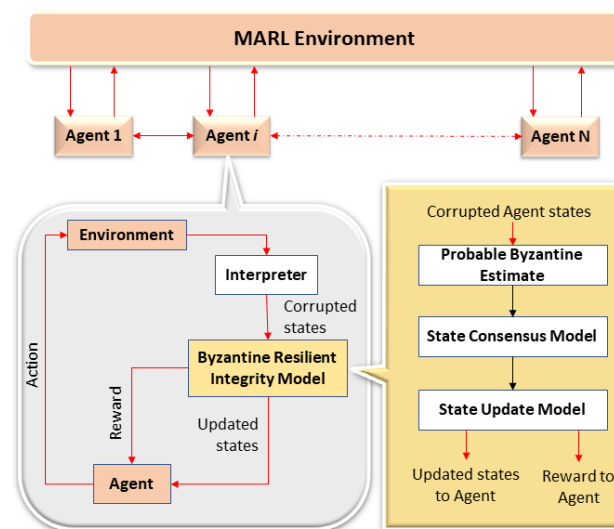 MARL Environment
Agent 1
Agent i
Agent N
Environment
Interpreter
Corrupted
states
Byzantine Resilient
Integrity Model
Action
Reward
Updated
states
Agent
Corrupted Agent states
Probable Byzantine
Estimate
State Consensus Model
State Update Model
Updated states
to Agent
Reward to
Agent